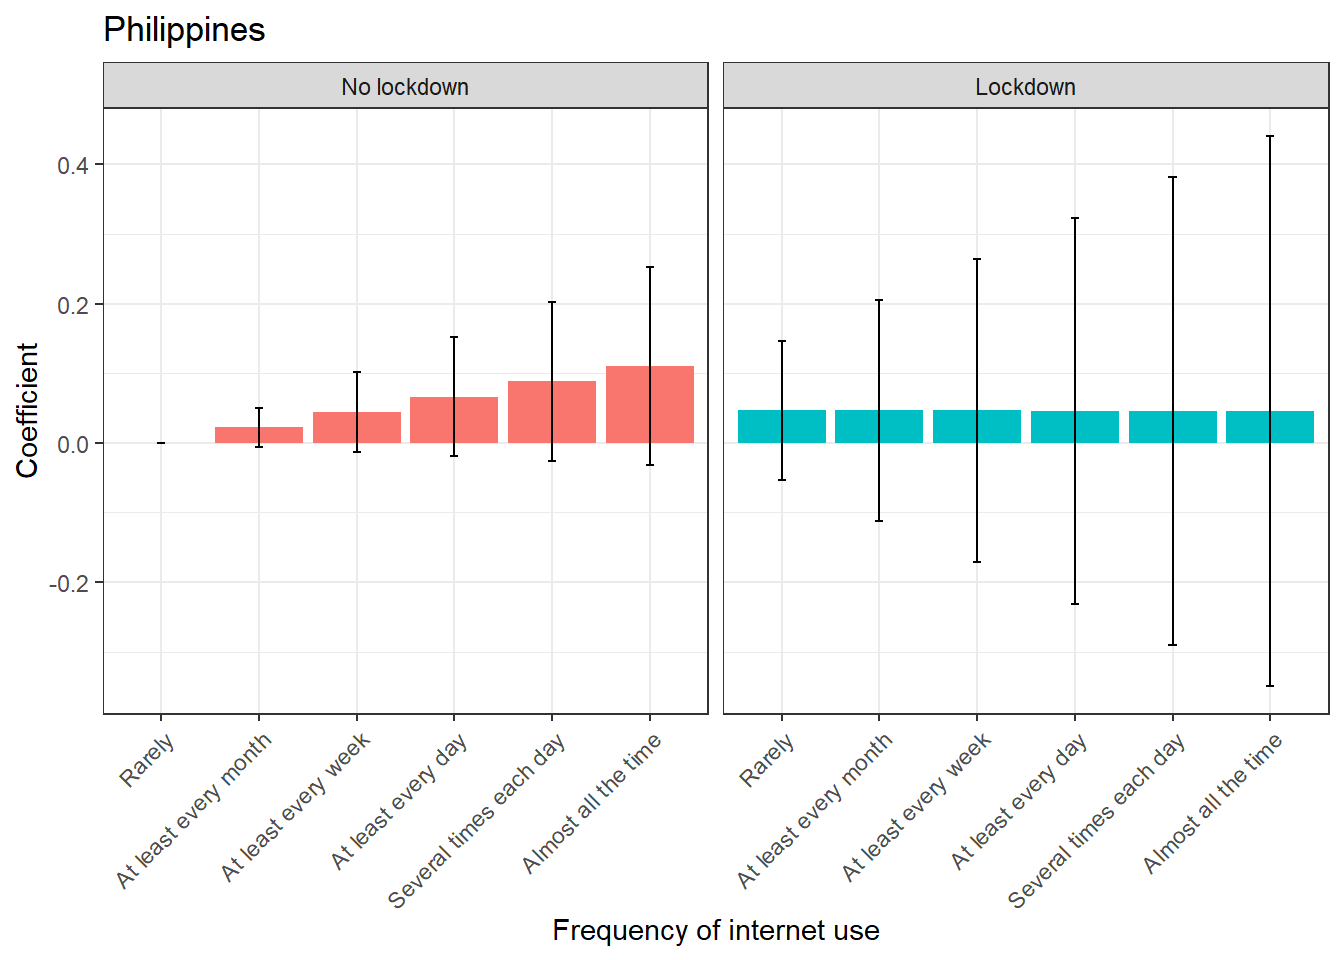 Philippines
No lockdown
Lockdown
Coefficient
0.4
0.2
0.0
-0.2
Rarely
At least every month
At least every week
At least every day
Several times each day
Almost all the time
Rarely
At least every month
At least every week
At least every day
Several times each day
Almost all the time
Frequency of internet use